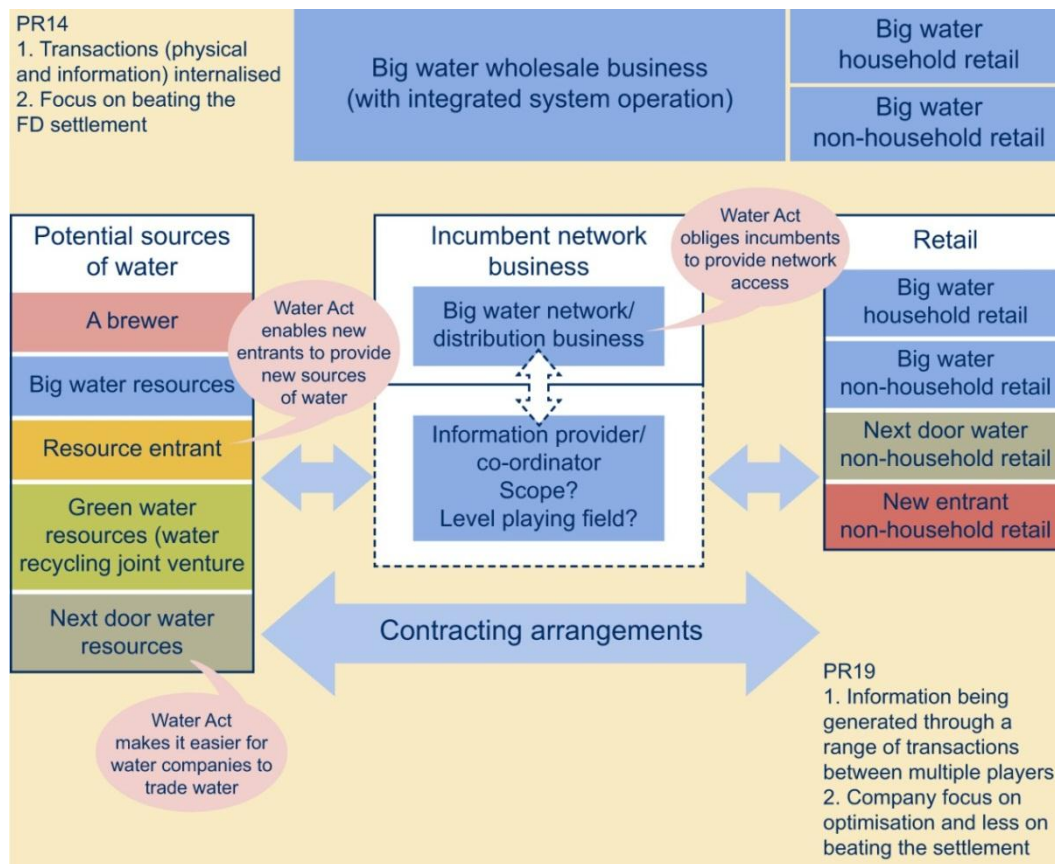 PR14
1. Transactions (physical
and information) internalised
2. Focus on beating the
FD settlement
Big water wholesale business
(with integrated system operation)
Big water
household retail
Big water
non-household retail
Potential sources
of water
A brewer
Big water resources
Resource entrant
Green water
resources (water
recycling joint venture
Next door water
resources
Water Act
enables new
entrants to provide
new sources
of water
Water Act
makes it easier for
water companies to
trade water
Incumbent network
business
Big water network/
distribution business
Information provider/
co-ordinator
Scope?
Level playing field?
Water Act
obliges incumbents
to provide network
access
Retail
Big water
household retail
Big water
non-household retail
Next door water
non-household retail
New entrant
non-household retail
Contracting arrangements
PR19
1. Information being
generated through a
range of transactions
between multiple players
2. Company focus on
optimisation and less on
beating the settlement